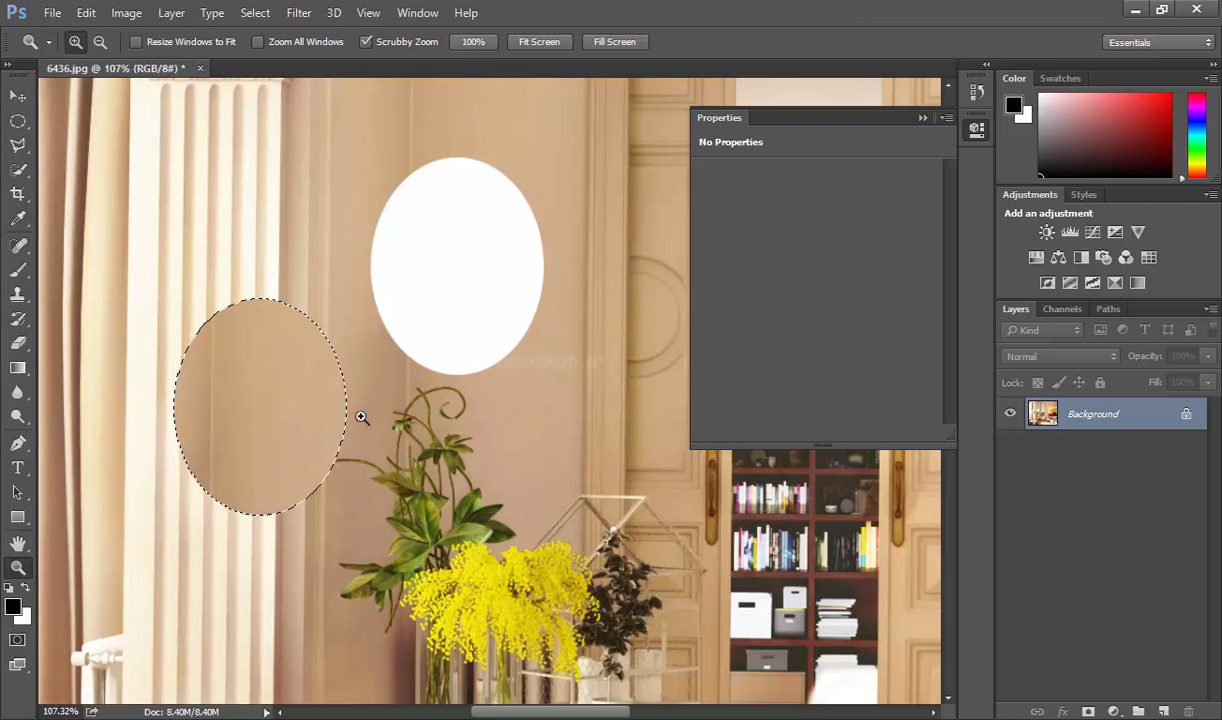 Ps File Edit Image Layer Type Select Filter 3D View Window Help
Resize Windows to Fit Zoom All Windows Scrubby Zoom 100% Fit Screen Fill Screen Essentials
6436.jpg @ 107% (RGB/8#) * ×
Color Swatches
Properties
No Properties
Adjustments Styles
Add an adjustment
Layers Channels Paths
Kind
Normal Opacity: 100%
Lock: Fill: 100%
Background
107.32% Doc: 8.40M/8.40M